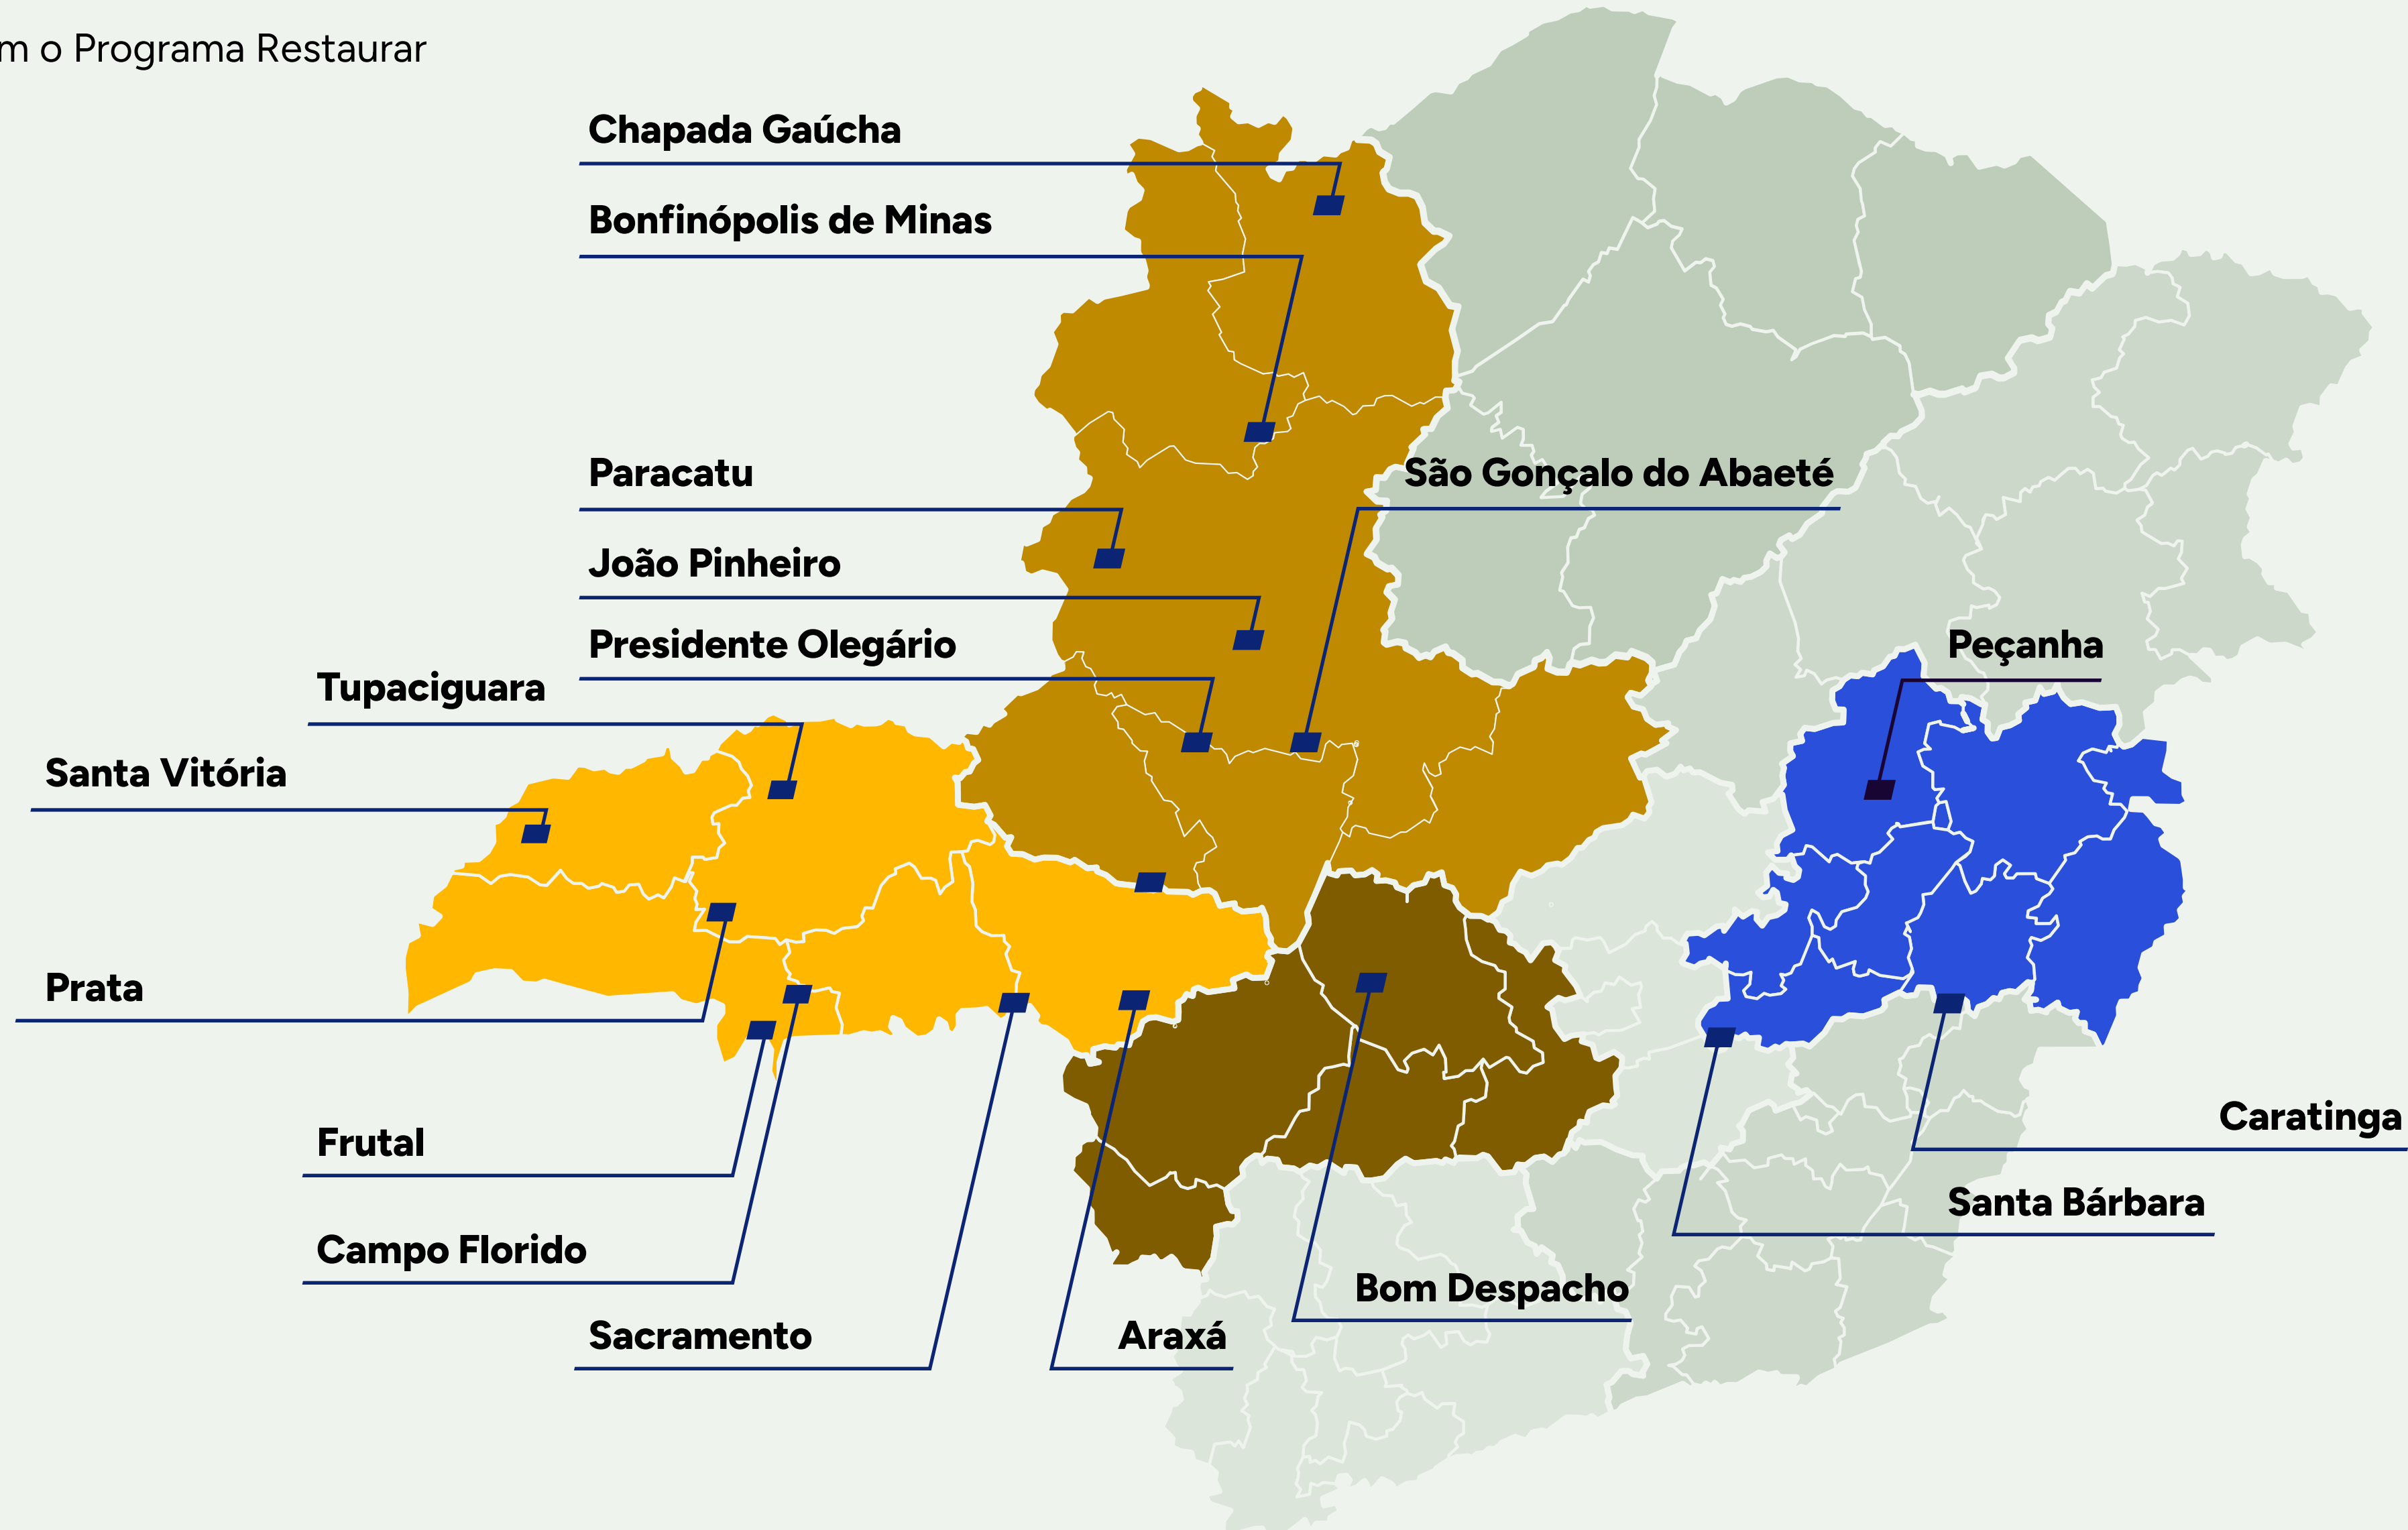 m o Programa Restaurar
Chapada Gaúcha
Bonfinópolis de Minas
Paracatu
São Gonçalo do Abaeté
João Pinheiro
Presidente Olegário
Peçanha
Tupaciguara
Santa Vitória
Prata
Frutal
Caratinga
Santa Bárbara
Campo Florido
Bom Despacho
Sacramento
Araxá